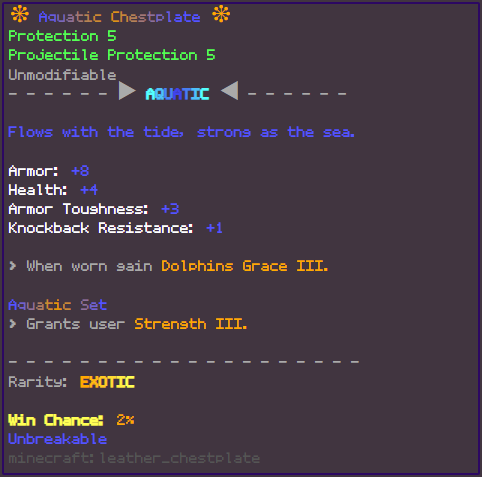 ❊ Aquatic Chestplate ❊
Protection 5
Projectile Protection 5
Unmodifiable
- - - - - - ▶ AQUATIC ◀ - - - - - -
Flows with the tide, strong as the sea.
Armor: +8
Health: +4
Armor Toughness: +3
Knockback Resistance: +1
> When worn gain Dolphins Grace III.
Aquatic Set
> Grants user Strength III.
- - - - - - - - - - - - - - - - - - - - -
Rarity: EXOTIC
Win Chance: 2%
Unbreakable
minecraft:leather_chestplate